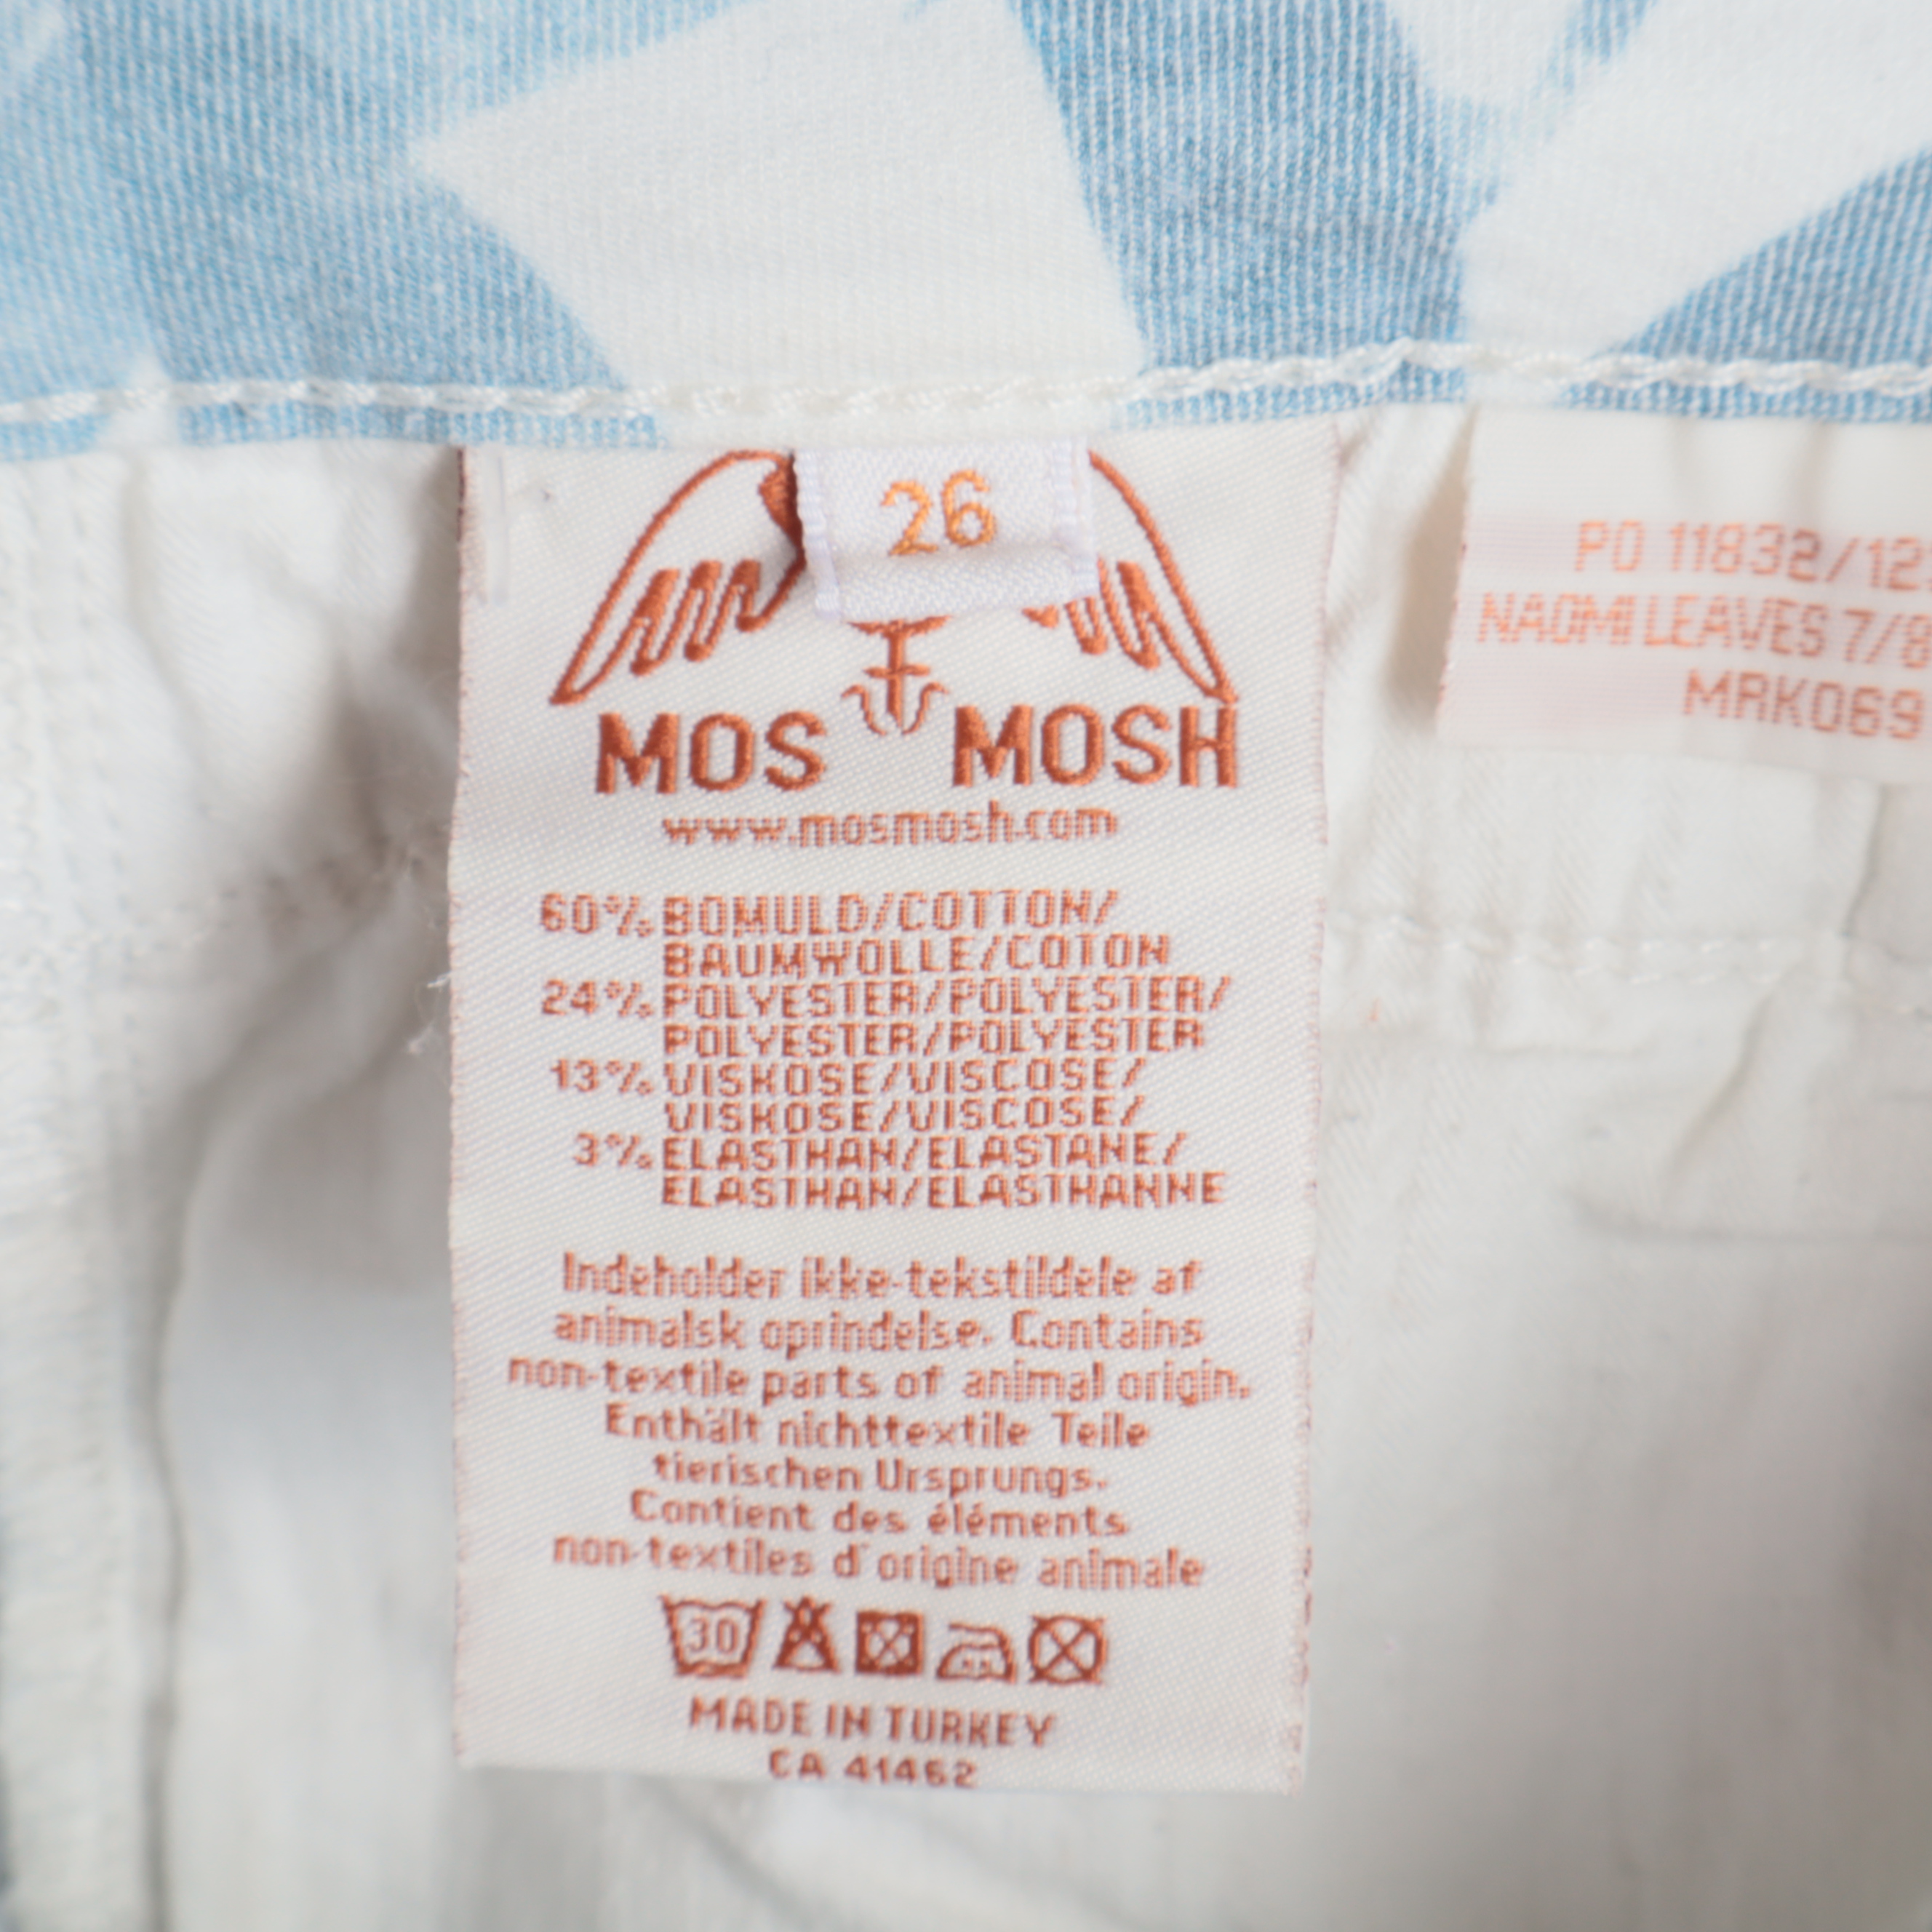 26
MOS MOSH
www.mosmosh.com
60% BOMULD/COTTON/
BAUMWOLLE/COTON
24% POLYESTER/POLYESTER/
POLYESTER/POLYESTER
13% VISKOSE/VISCOSE/
VISKOSE/VISCOSE/
3% ELASTHAN/ELASTANE/
ELASTHAN/ELASTHANNE
Indeholder ikke-tekstildele af
animalsk oprindelse. Contains
non-textile parts of animal origin.
Enthält nichttextile Teile
tierischen Ursprungs.
Contient des éléments
non-textiles d'origine animale
30
MADE IN TURKEY
CA 41462
PO 11832/12
NAOMI LEAVES 7/8
MRK069